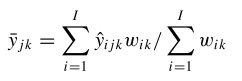 ȳ_{jk} = ∑_{i=1}^{I} ŷ_{ijk} w_{ik} / ∑_{i=1}^{I} w_{ik}